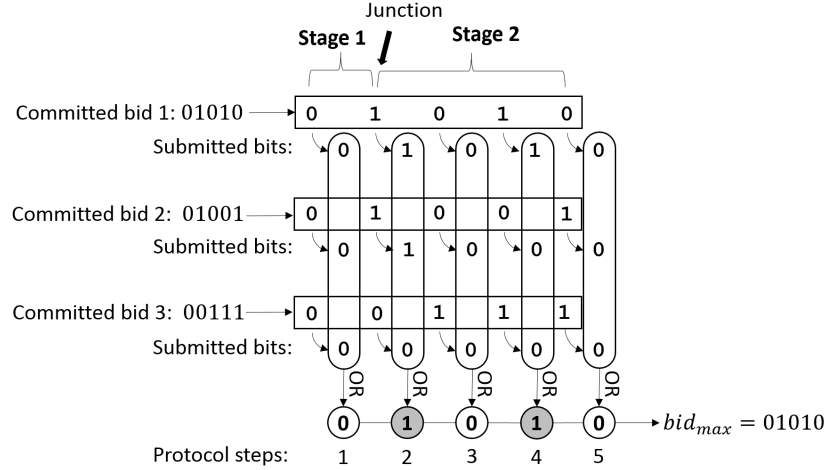 Junction
Stage 1 Stage 2
Committed bid 1: 01010 0 1 0 1 0
Submitted bits: 0 1 0 1 0
Committed bid 2: 01001 0 1 0 0 1
Submitted bits: 0 1 0 0 0
Committed bid 3: 00111 0 0 1 1 1
Submitted bits: 0 0 0 0 0
OR OR OR OR OR
0 1 0 1 0 bid_max = 01010
Protocol steps: 1 2 3 4 5